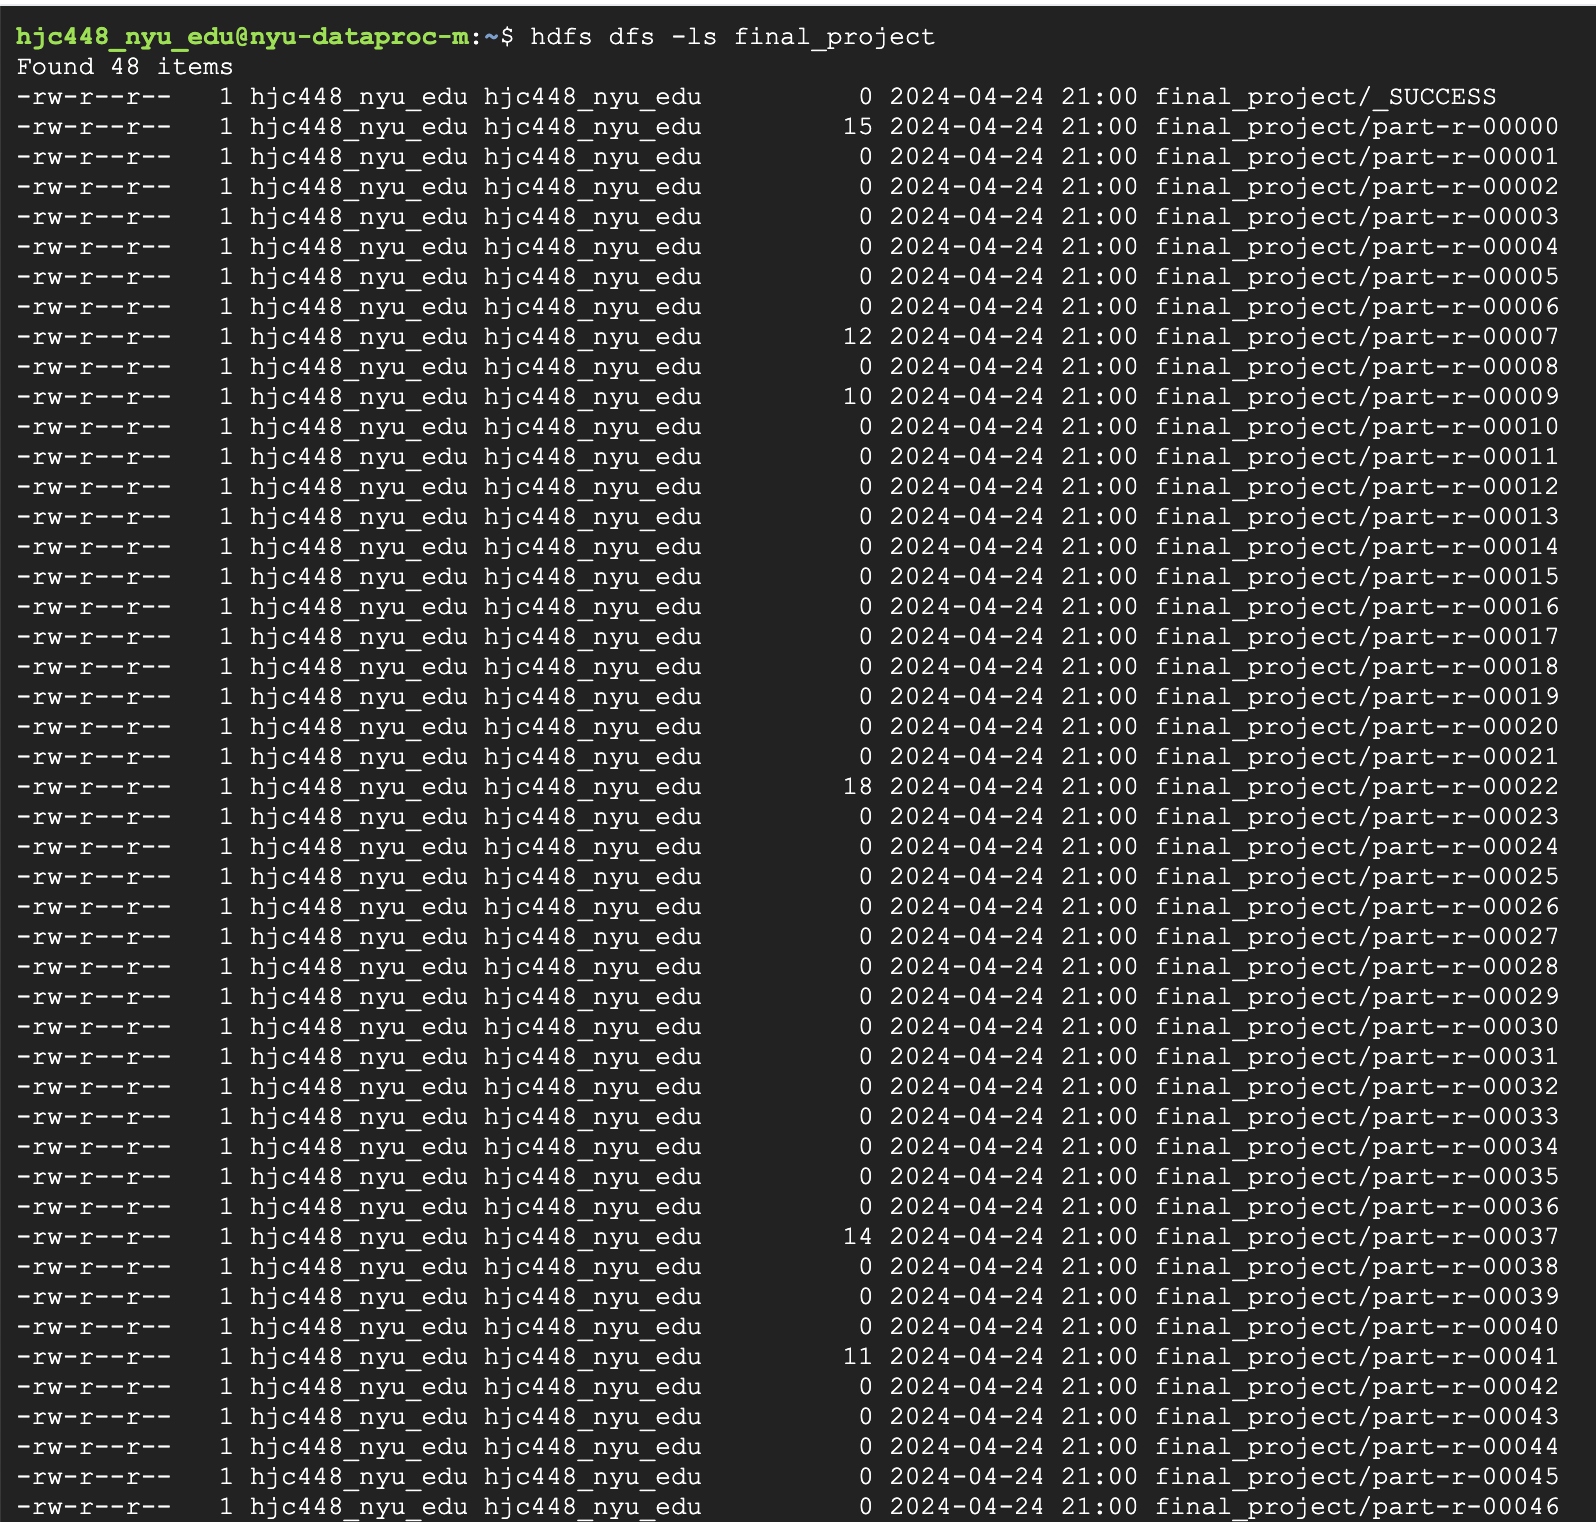 hjc448_nyu_edu@nyu-dataproc-m:~$ hdfs dfs -ls final_project
Found 48 items
-rw-r--r--   1 hjc448_nyu_edu hjc448_nyu_edu          0 2024-04-24 21:00 final_project/_SUCCESS
-rw-r--r--   1 hjc448_nyu_edu hjc448_nyu_edu         15 2024-04-24 21:00 final_project/part-r-00000
-rw-r--r--   1 hjc448_nyu_edu hjc448_nyu_edu          0 2024-04-24 21:00 final_project/part-r-00001
-rw-r--r--   1 hjc448_nyu_edu hjc448_nyu_edu          0 2024-04-24 21:00 final_project/part-r-00002
-rw-r--r--   1 hjc448_nyu_edu hjc448_nyu_edu          0 2024-04-24 21:00 final_project/part-r-00003
-rw-r--r--   1 hjc448_nyu_edu hjc448_nyu_edu          0 2024-04-24 21:00 final_project/part-r-00004
-rw-r--r--   1 hjc448_nyu_edu hjc448_nyu_edu          0 2024-04-24 21:00 final_project/part-r-00005
-rw-r--r--   1 hjc448_nyu_edu hjc448_nyu_edu          0 2024-04-24 21:00 final_project/part-r-00006
-rw-r--r--   1 hjc448_nyu_edu hjc448_nyu_edu         12 2024-04-24 21:00 final_project/part-r-00007
-rw-r--r--   1 hjc448_nyu_edu hjc448_nyu_edu          0 2024-04-24 21:00 final_project/part-r-00008
-rw-r--r--   1 hjc448_nyu_edu hjc448_nyu_edu         10 2024-04-24 21:00 final_project/part-r-00009
-rw-r--r--   1 hjc448_nyu_edu hjc448_nyu_edu          0 2024-04-24 21:00 final_project/part-r-00010
-rw-r--r--   1 hjc448_nyu_edu hjc448_nyu_edu          0 2024-04-24 21:00 final_project/part-r-00011
-rw-r--r--   1 hjc448_nyu_edu hjc448_nyu_edu          0 2024-04-24 21:00 final_project/part-r-00012
-rw-r--r--   1 hjc448_nyu_edu hjc448_nyu_edu          0 2024-04-24 21:00 final_project/part-r-00013
-rw-r--r--   1 hjc448_nyu_edu hjc448_nyu_edu          0 2024-04-24 21:00 final_project/part-r-00014
-rw-r--r--   1 hjc448_nyu_edu hjc448_nyu_edu          0 2024-04-24 21:00 final_project/part-r-00015
-rw-r--r--   1 hjc448_nyu_edu hjc448_nyu_edu          0 2024-04-24 21:00 final_project/part-r-00016
-rw-r--r--   1 hjc448_nyu_edu hjc448_nyu_edu          0 2024-04-24 21:00 final_project/part-r-00017
-rw-r--r--   1 hjc448_nyu_edu hjc448_nyu_edu          0 2024-04-24 21:00 final_project/part-r-00018
-rw-r--r--   1 hjc448_nyu_edu hjc448_nyu_edu          0 2024-04-24 21:00 final_project/part-r-00019
-rw-r--r--   1 hjc448_nyu_edu hjc448_nyu_edu          0 2024-04-24 21:00 final_project/part-r-00020
-rw-r--r--   1 hjc448_nyu_edu hjc448_nyu_edu          0 2024-04-24 21:00 final_project/part-r-00021
-rw-r--r--   1 hjc448_nyu_edu hjc448_nyu_edu         18 2024-04-24 21:00 final_project/part-r-00022
-rw-r--r--   1 hjc448_nyu_edu hjc448_nyu_edu          0 2024-04-24 21:00 final_project/part-r-00023
-rw-r--r--   1 hjc448_nyu_edu hjc448_nyu_edu          0 2024-04-24 21:00 final_project/part-r-00024
-rw-r--r--   1 hjc448_nyu_edu hjc448_nyu_edu          0 2024-04-24 21:00 final_project/part-r-00025
-rw-r--r--   1 hjc448_nyu_edu hjc448_nyu_edu          0 2024-04-24 21:00 final_project/part-r-00026
-rw-r--r--   1 hjc448_nyu_edu hjc448_nyu_edu          0 2024-04-24 21:00 final_project/part-r-00027
-rw-r--r--   1 hjc448_nyu_edu hjc448_nyu_edu          0 2024-04-24 21:00 final_project/part-r-00028
-rw-r--r--   1 hjc448_nyu_edu hjc448_nyu_edu          0 2024-04-24 21:00 final_project/part-r-00029
-rw-r--r--   1 hjc448_nyu_edu hjc448_nyu_edu          0 2024-04-24 21:00 final_project/part-r-00030
-rw-r--r--   1 hjc448_nyu_edu hjc448_nyu_edu          0 2024-04-24 21:00 final_project/part-r-00031
-rw-r--r--   1 hjc448_nyu_edu hjc448_nyu_edu          0 2024-04-24 21:00 final_project/part-r-00032
-rw-r--r--   1 hjc448_nyu_edu hjc448_nyu_edu          0 2024-04-24 21:00 final_project/part-r-00033
-rw-r--r--   1 hjc448_nyu_edu hjc448_nyu_edu          0 2024-04-24 21:00 final_project/part-r-00034
-rw-r--r--   1 hjc448_nyu_edu hjc448_nyu_edu          0 2024-04-24 21:00 final_project/part-r-00035
-rw-r--r--   1 hjc448_nyu_edu hjc448_nyu_edu          0 2024-04-24 21:00 final_project/part-r-00036
-rw-r--r--   1 hjc448_nyu_edu hjc448_nyu_edu         14 2024-04-24 21:00 final_project/part-r-00037
-rw-r--r--   1 hjc448_nyu_edu hjc448_nyu_edu          0 2024-04-24 21:00 final_project/part-r-00038
-rw-r--r--   1 hjc448_nyu_edu hjc448_nyu_edu          0 2024-04-24 21:00 final_project/part-r-00039
-rw-r--r--   1 hjc448_nyu_edu hjc448_nyu_edu          0 2024-04-24 21:00 final_project/part-r-00040
-rw-r--r--   1 hjc448_nyu_edu hjc448_nyu_edu         11 2024-04-24 21:00 final_project/part-r-00041
-rw-r--r--   1 hjc448_nyu_edu hjc448_nyu_edu          0 2024-04-24 21:00 final_project/part-r-00042
-rw-r--r--   1 hjc448_nyu_edu hjc448_nyu_edu          0 2024-04-24 21:00 final_project/part-r-00043
-rw-r--r--   1 hjc448_nyu_edu hjc448_nyu_edu          0 2024-04-24 21:00 final_project/part-r-00044
-rw-r--r--   1 hjc448_nyu_edu hjc448_nyu_edu          0 2024-04-24 21:00 final_project/part-r-00045
-rw-r--r--   1 hjc448_nyu_edu hjc448_nyu_edu          0 2024-04-24 21:00 final_project/part-r-00046